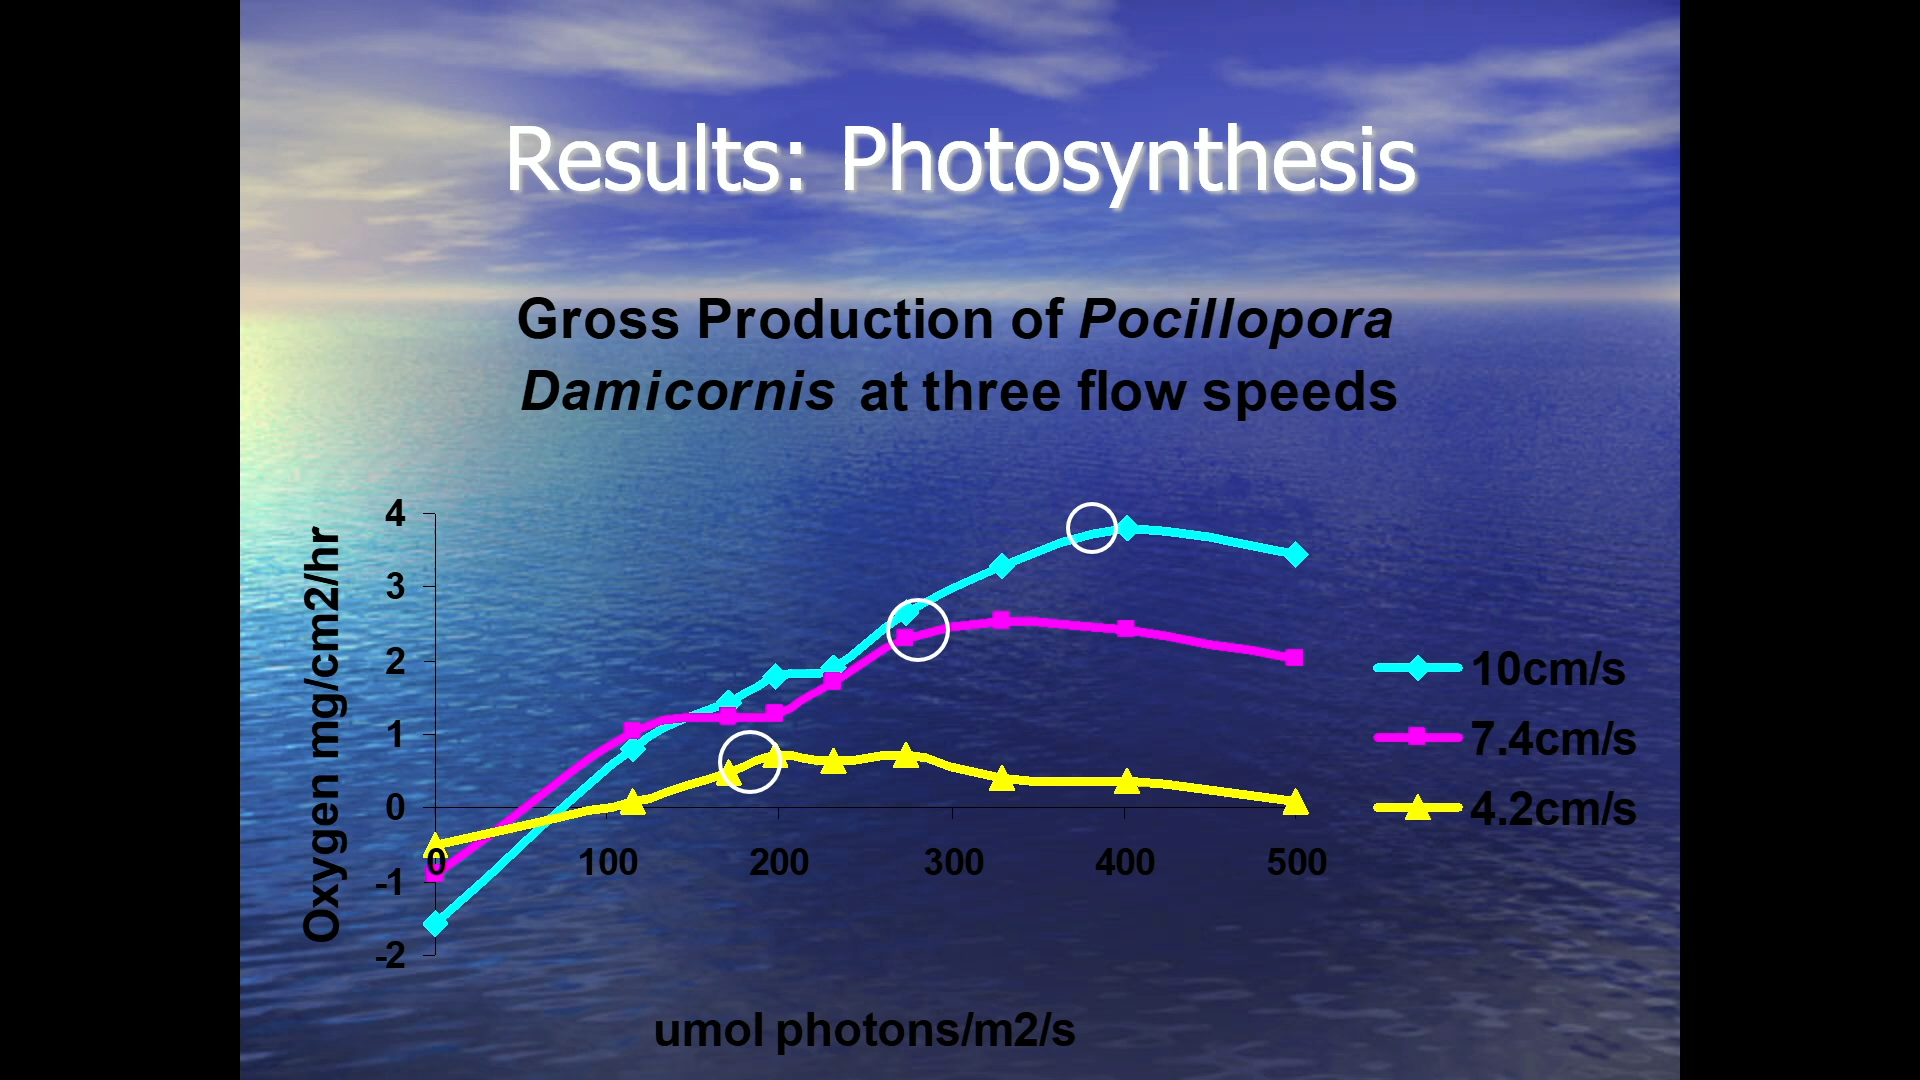 Results: Photosynthesis
Gross Production of Pocillopora
Damicornis at three flow speeds
Oxygen mg/cm2/hr
4
3
2
1
0
-1
-2
0 100 200 300 400 500
umol photons/m2/s
10cm/s
7.4cm/s
4.2cm/s